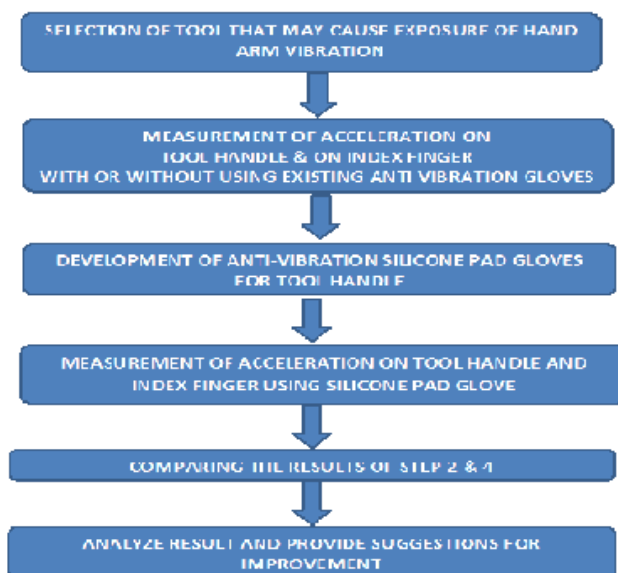 SELECTION OF TOOL THAT MAY CAUSE EXPOSURE OF HAND
ARM VIBRATION
MEASUREMENT OF ACCELERATION ON
TOOL HANDLE & ON INDEX FINGER
WITH OR WITHOUT USING EXISTING ANTI VIBRATION GLOVES
DEVELOPMENT OF ANTI-VIBRATION SILICONE PAD GLOVES
FOR TOOL HANDLE
MEASUREMENT OF ACCELERATION ON TOOL HANDLE AND
INDEX FINGER USING SILICONE PAD GLOVE
COMPARING THE RESULTS OF STEP 2 & 4
ANALYZE RESULT AND PROVIDE SUGGESTIONS FOR
IMPROVEMENT